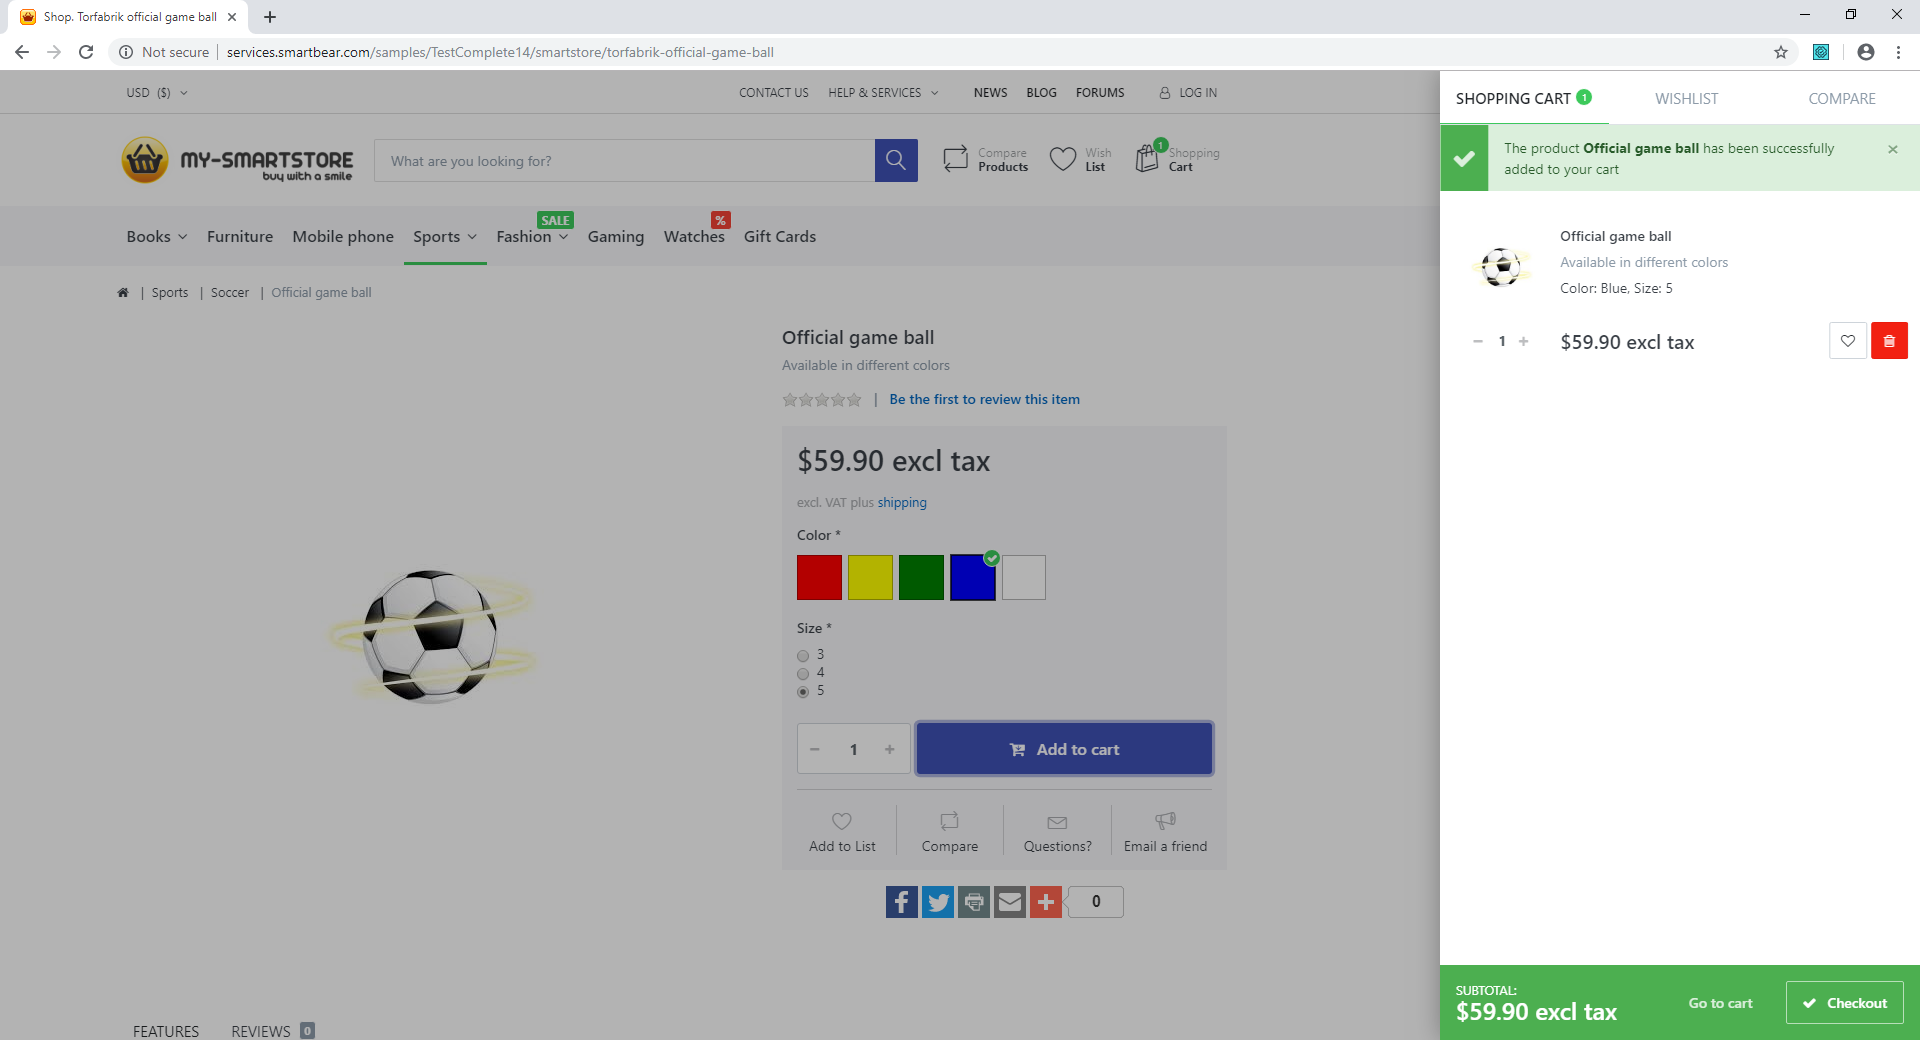 Shop. Torfabrik official game ball
Not secure
services.smartbear.com/samples/TestComplete14/smartstore/torfabrik-official-game-ball
USD ($)
CONTACT US
HELP & SERVICES
NEWS
BLOG
FORUMS
LOG IN
MY-SMARTSTORE
buy with a smile
What are you looking for?
Compare
Products
Wish
List
1
Shopping
Cart
Books
Furniture
Mobile phone
Sports
SALE
Fashion
Gaming
%
Watches
Gift Cards
| Sports | Soccer | Official game ball
Official game ball
Available in different colors
| Be the first to review this item
$59.90 excl tax
excl. VAT plus shipping
Color *
Size *
3
4
5
1
Add to cart
Add to List
Compare
Questions?
Email a friend
0
FEATURES
REVIEWS 0
SHOPPING CART 1
WISHLIST
COMPARE
The product Official game ball has been successfully
added to your cart
Official game ball
Available in different colors
Color: Blue, Size: 5
1
$59.90 excl tax
SUBTOTAL:
$59.90 excl tax
Go to cart
Checkout